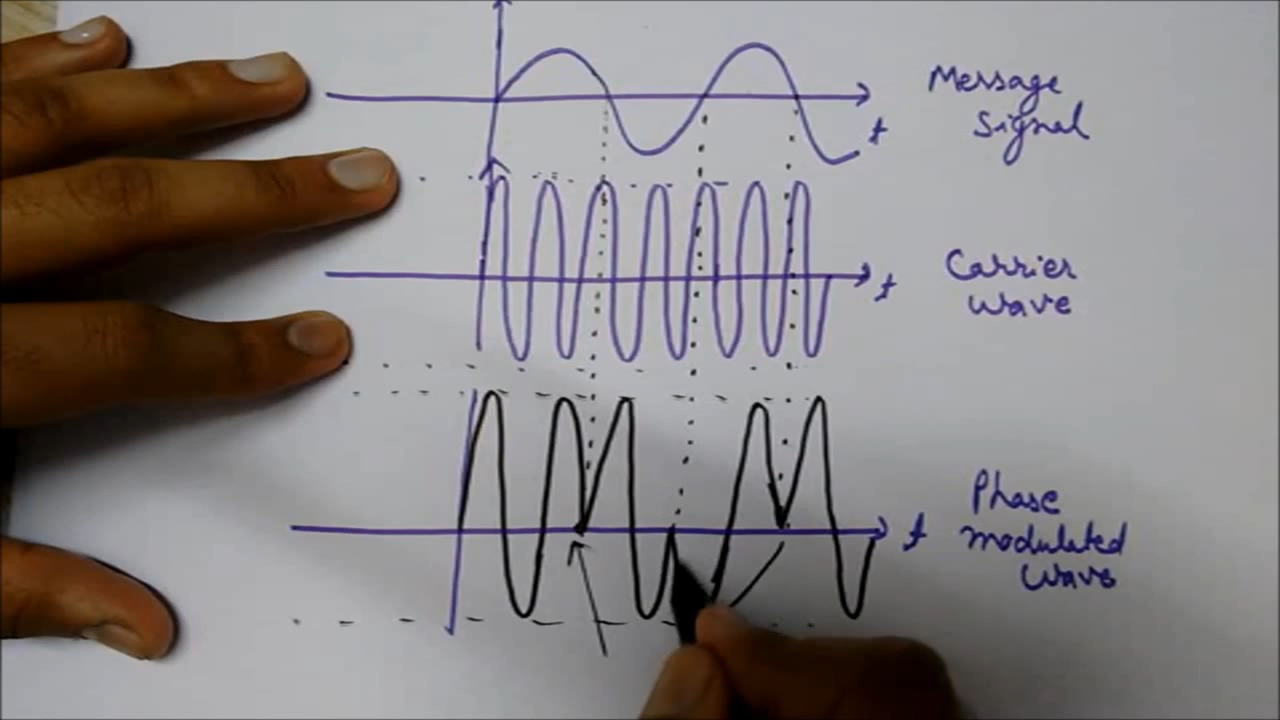 Message
Signal
t
Carrier
Wave
t
Phase
t modulated
Wave